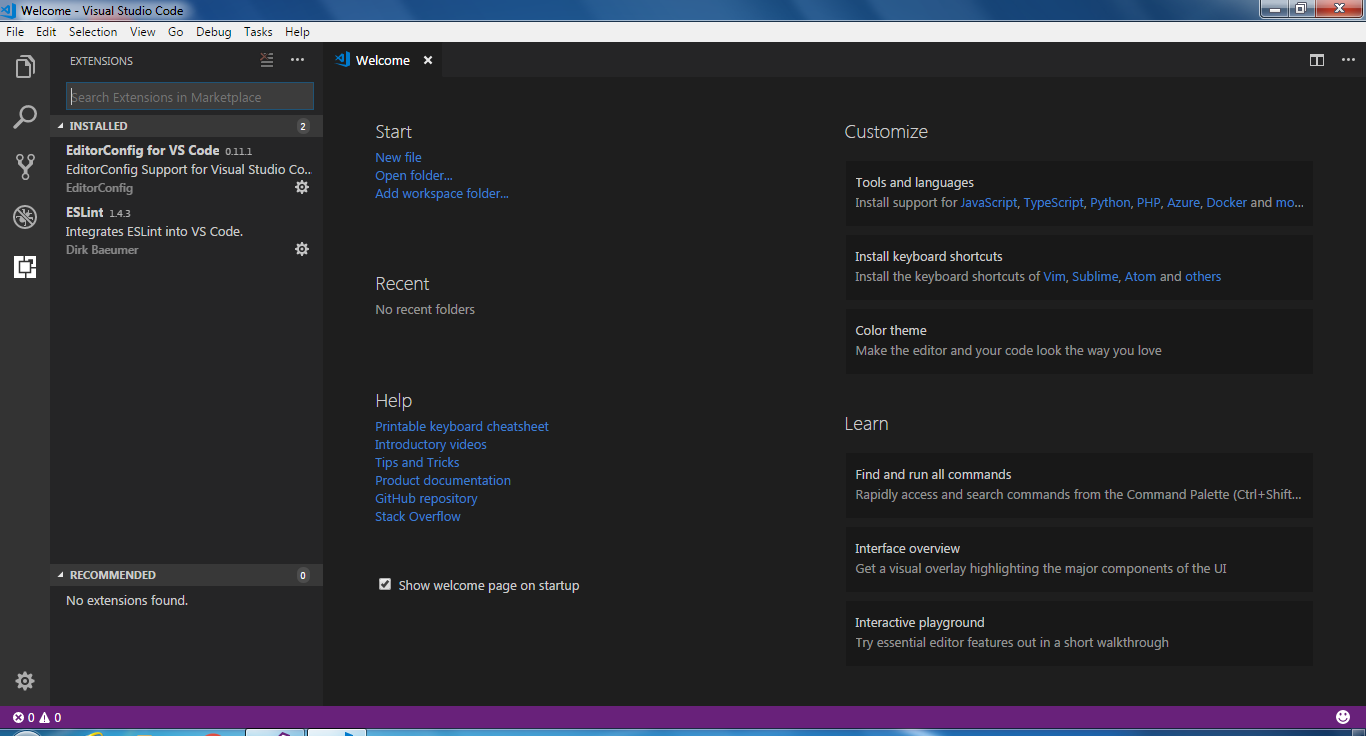 Welcome - Visual Studio Code
File Edit Selection View Go Debug Tasks Help
EXTENSIONS
Search Extensions in Marketplace
INSTALLED 2
EditorConfig for VS Code 0.11.1
EditorConfig Support for Visual Studio Co...
EditorConfig
ESLint 1.4.3
Integrates ESLint into VS Code.
Dirk Baeumer
RECOMMENDED 0
No extensions found.
Welcome
Start
New file
Open folder...
Add workspace folder...
Recent
No recent folders
Help
Printable keyboard cheatsheet
Introductory videos
Tips and Tricks
Product documentation
GitHub repository
Stack Overflow
Show welcome page on startup
Customize
Tools and languages
Install support for JavaScript, TypeScript, Python, PHP, Azure, Docker and mo...
Install keyboard shortcuts
Install the keyboard shortcuts of Vim, Sublime, Atom and others
Color theme
Make the editor and your code look the way you love
Learn
Find and run all commands
Rapidly access and search commands from the Command Palette (Ctrl+Shift...
Interface overview
Get a visual overlay highlighting the major components of the UI
Interactive playground
Try essential editor features out in a short walkthrough
0 0